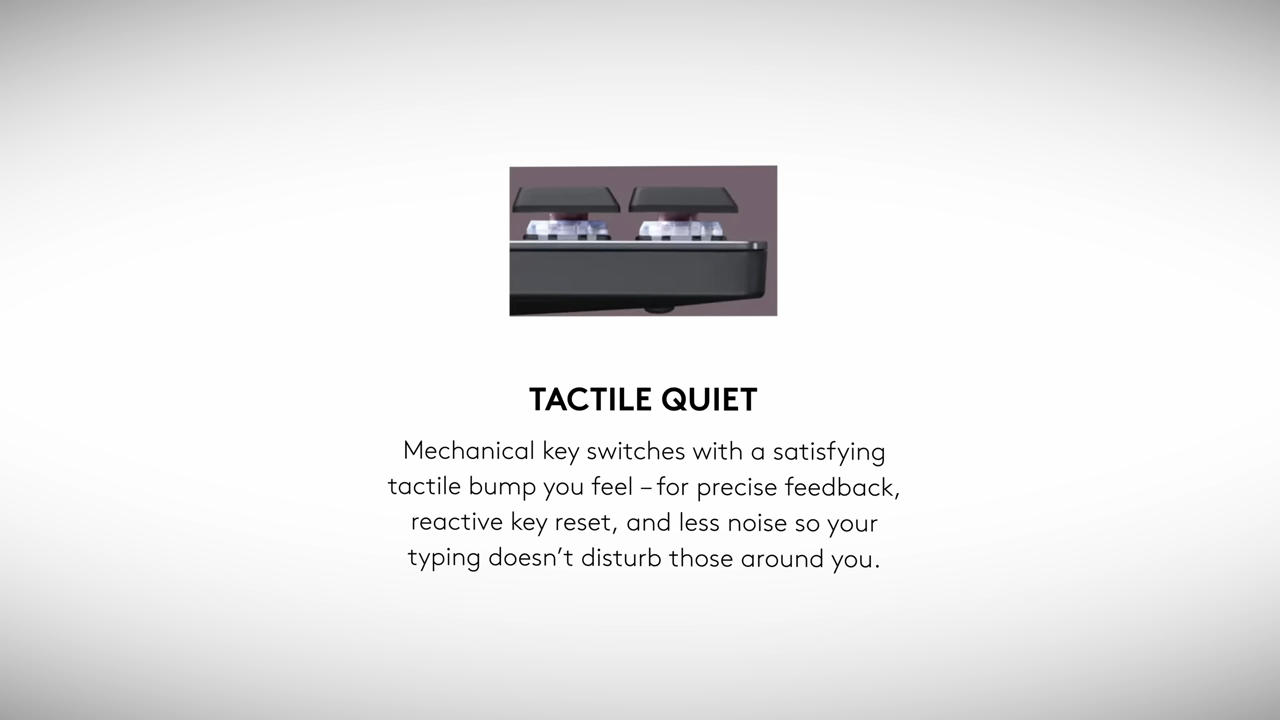 TACTILE QUIET
Mechanical key switches with a satisfying
tactile bump you feel – for precise feedback,
reactive key reset, and less noise so your
typing doesn’t disturb those around you.